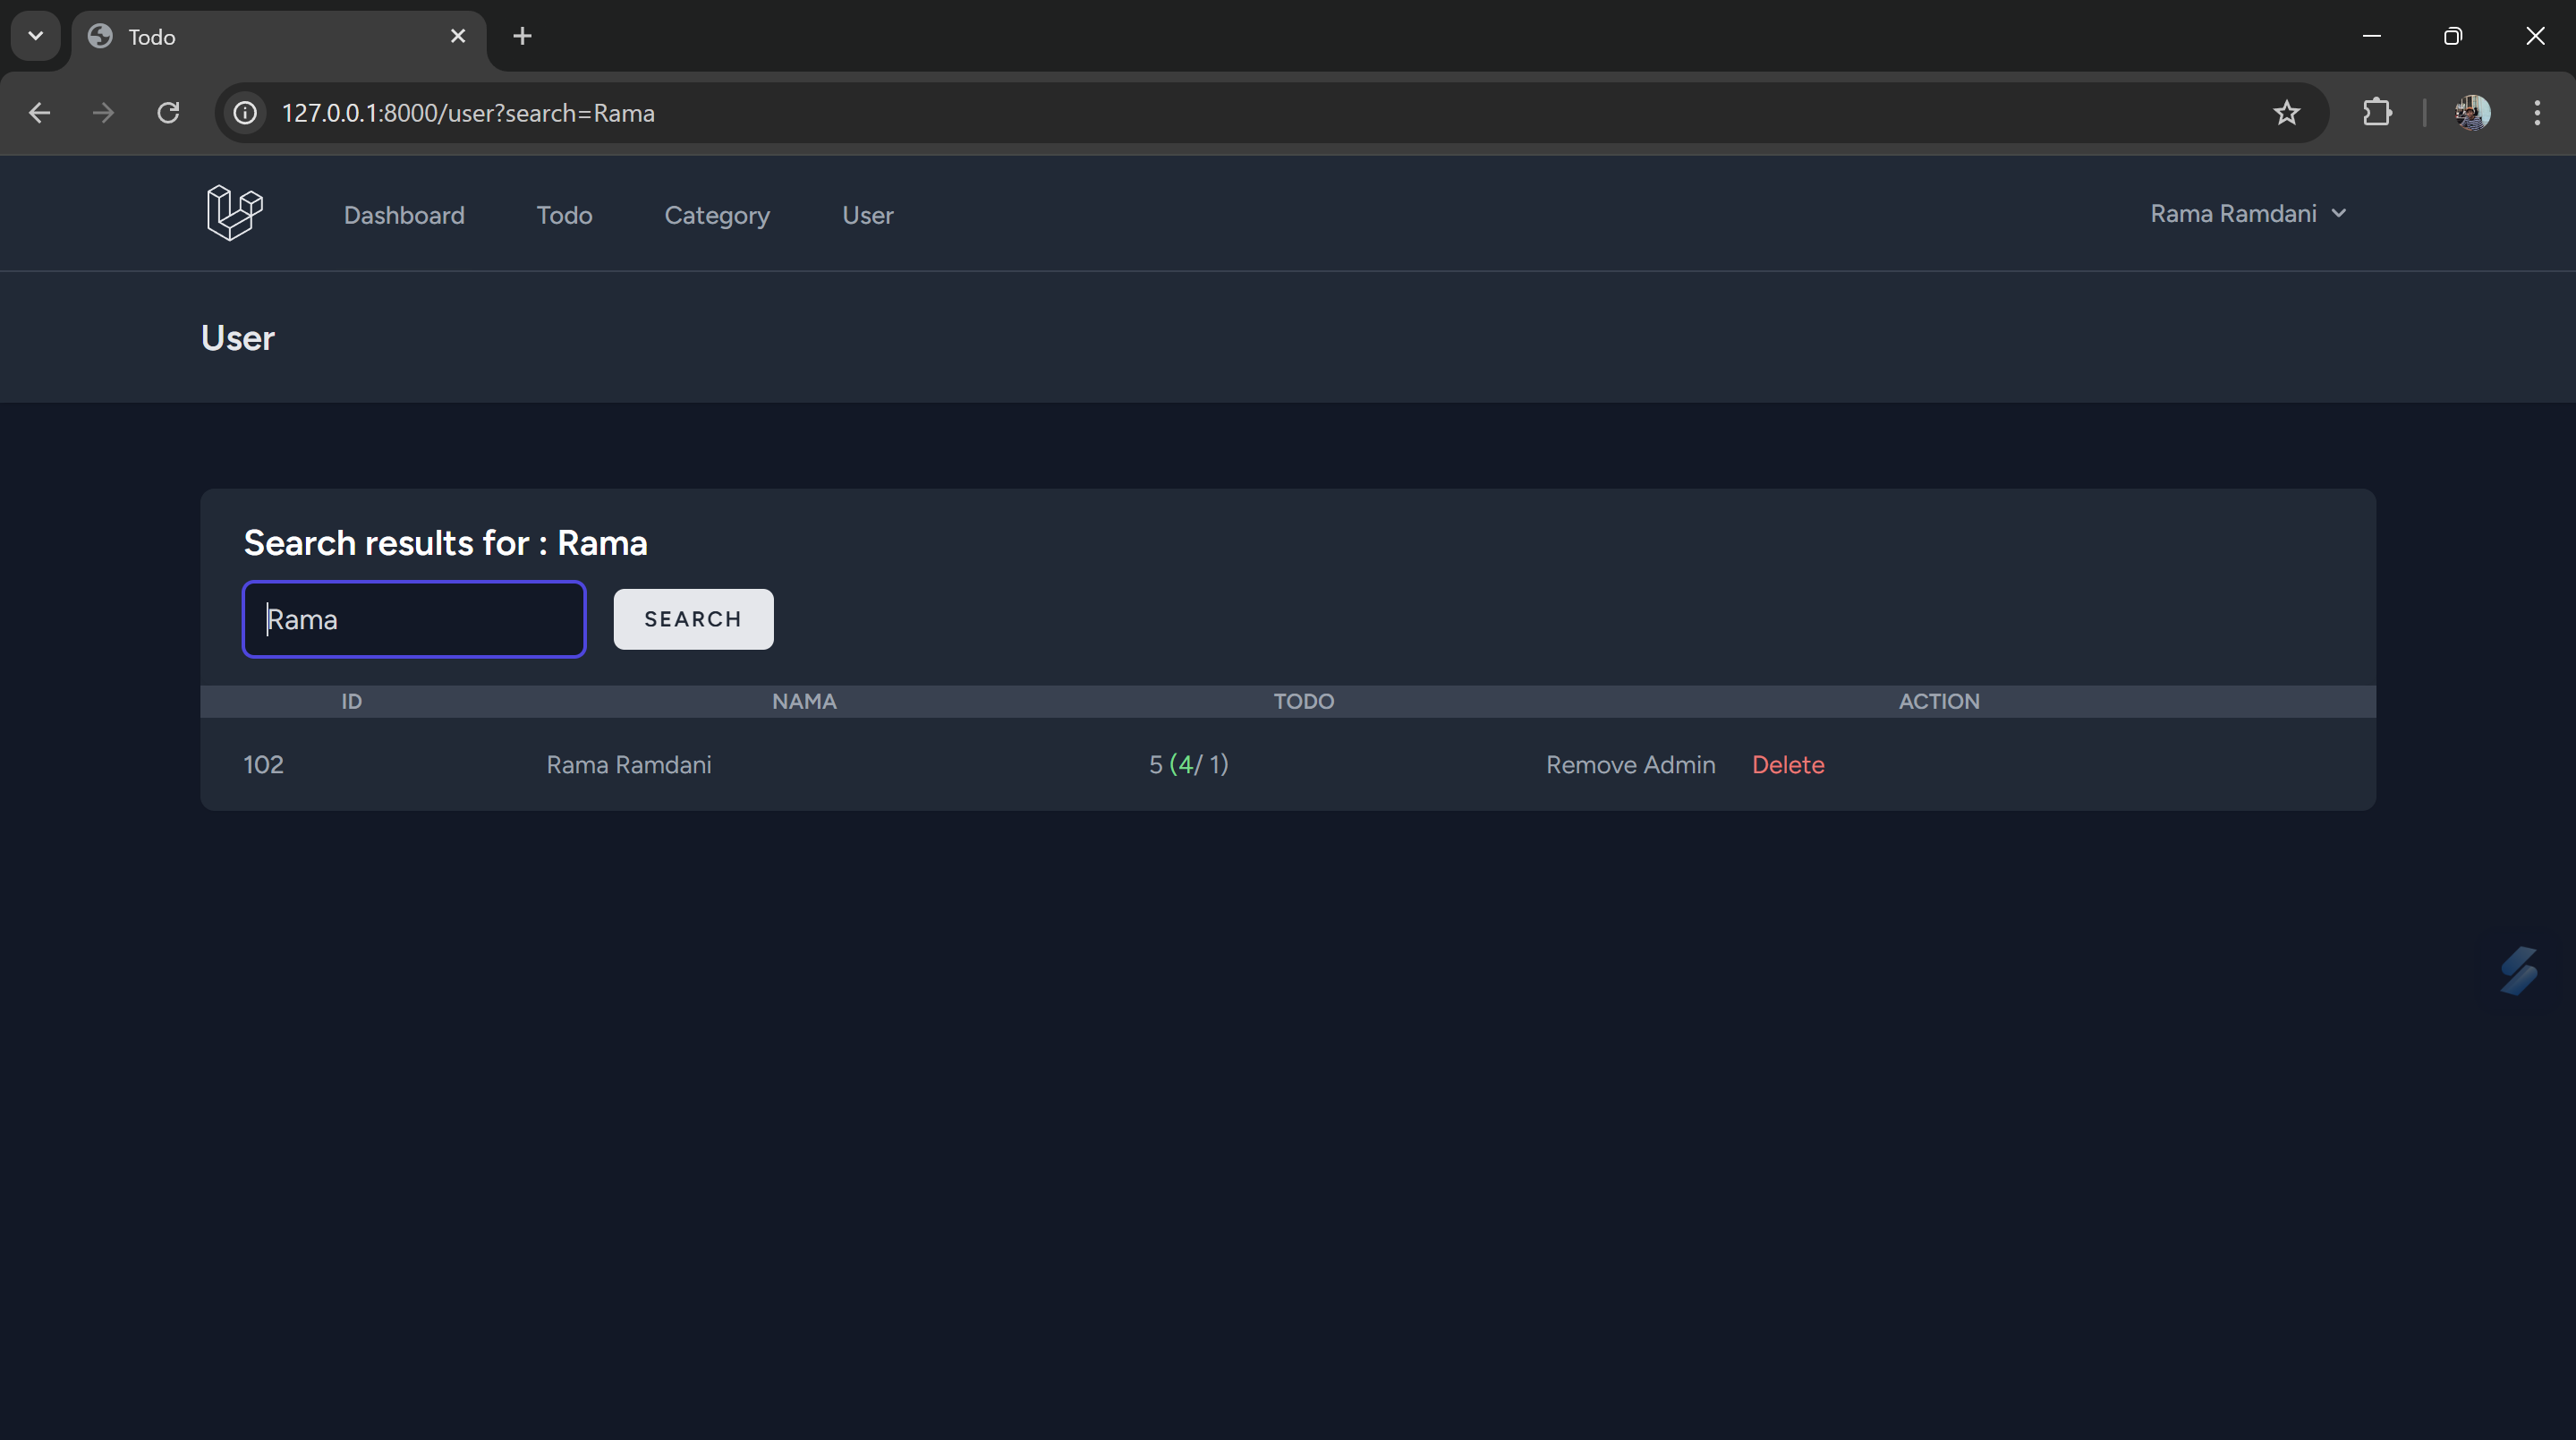 Todo
127.0.0.1:8000/user?search=Rama
Dashboard Todo Category User Rama Ramdani
User
Search results for : Rama
Rama SEARCH
ID NAMA TODO ACTION
102 Rama Ramdani 5 (4/ 1) Remove Admin Delete